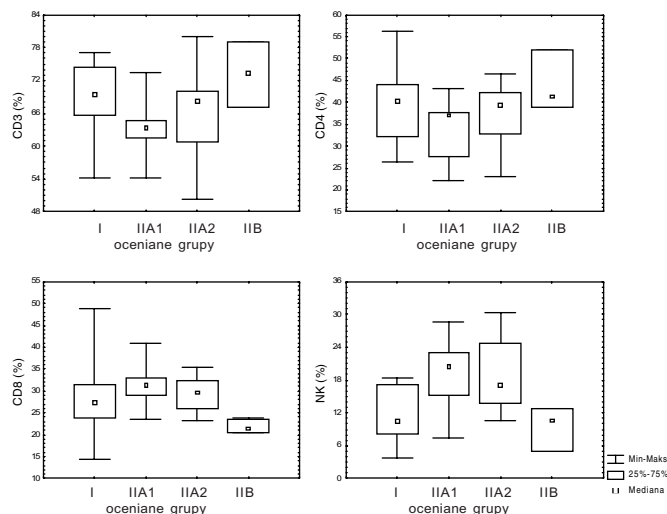 84
78
72
66
60
54
48
CD3 (%)
I IIA1 IIA2 IIB
oceniane grupy
60
55
50
45
40
35
30
25
20
15
CD4 (%)
I IIA1 IIA2 IIB
oceniane grupy
55
50
45
40
35
30
25
20
15
10
CD8 (%)
I IIA1 IIA2 IIB
oceniane grupy
36
30
24
18
12
6
0
NK (%)
I IIA1 IIA2 IIB
oceniane grupy
Min-Maks
25%-75%
Mediana